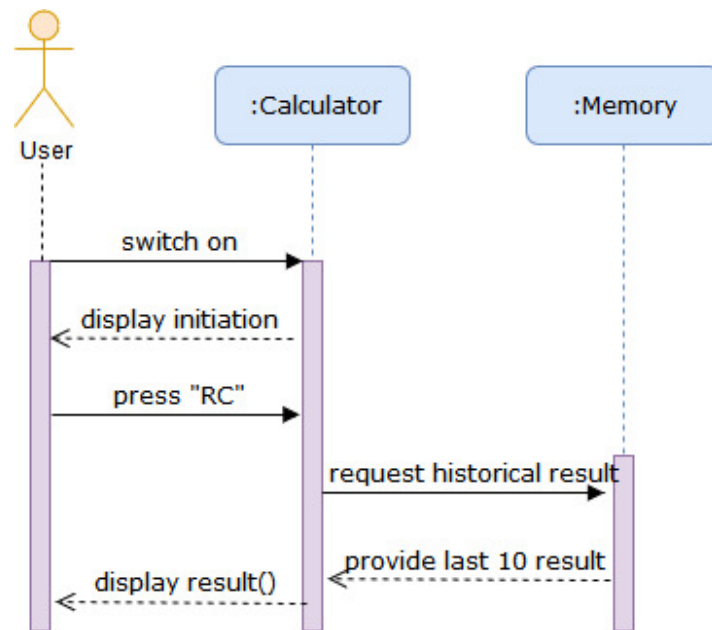 :Calculator
:Memory
User
switch on
display initiation
press "RC"
request historical result
provide last 10 result
display result()